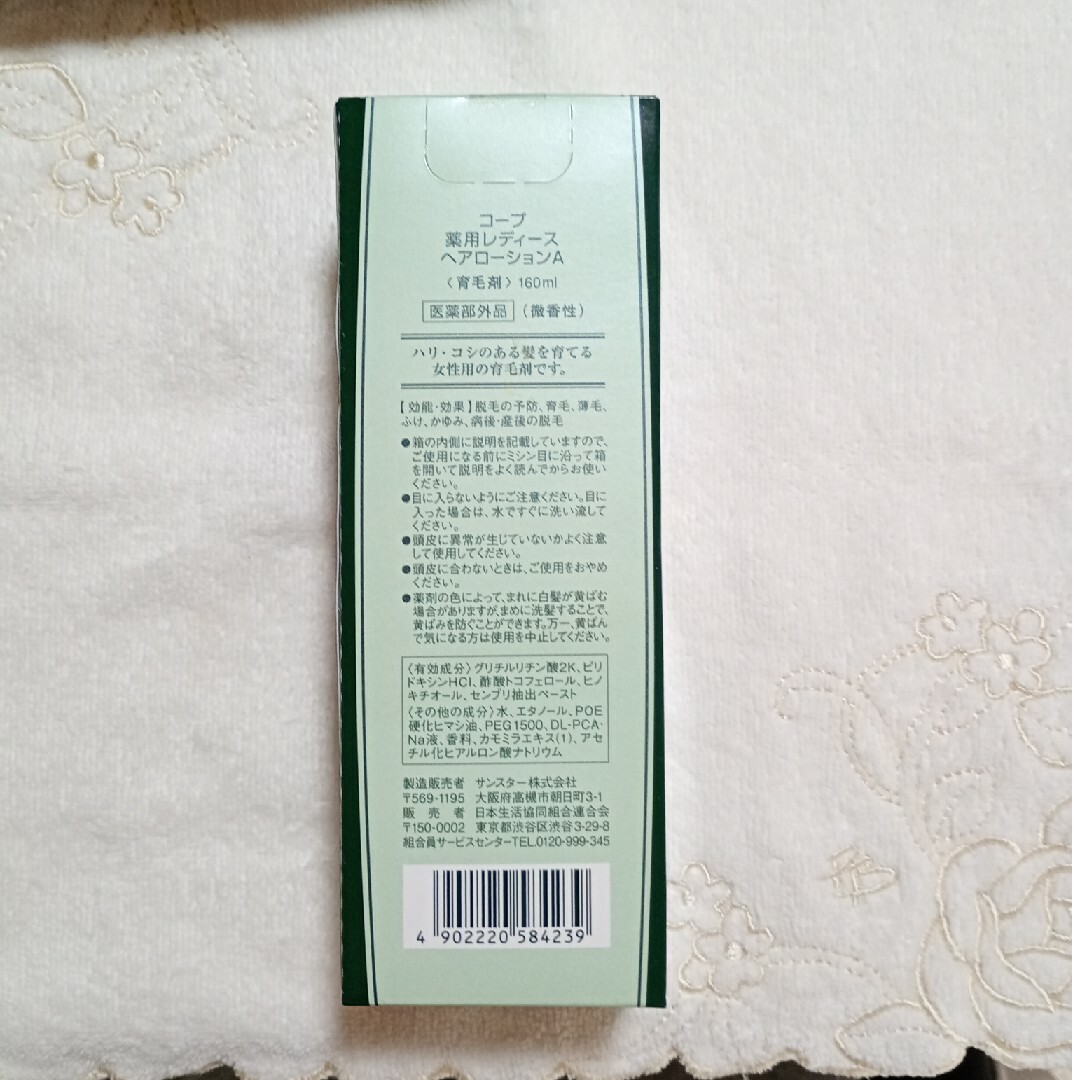 コープ
薬用レディース
ヘアローションA
〈育毛剤〉160ml
医薬部外品（微香性）
ハリ・コシのある髪を育てる
女性用の育毛剤です。
【効能・効果】脱毛の予防、育毛、薄毛、
ふけ、かゆみ、病後・産後の脱毛
●箱の内側に説明を記載していますので、
ご使用になる前にミシン目に沿って箱
を開いて説明をよく読んでからお使い
ください。
●目に入らないようにご注意ください。目に
入った場合は、水ですぐに洗い流して
ください。
●頭皮に異常が生じていないかよく注意
して使用してください。
●頭皮に合わないときは、ご使用をおやめ
ください。
●薬剤の色によって、まれに白髪が黄ばむ
場合がありますが、まめに洗髪することで、
黄ばみを防ぐことができます。万一、黄ばん
で気になる方は使用を中止してください。
〈有効成分〉グリチルリチン酸2K、ピリ
ドキシンHCl、酢酸トコフェロール、ヒノ
キチオール、センブリ抽出ペースト
〈その他の成分〉水、エタノール、POE
硬化ヒマシ油、PEG1500、DL-PCA・
Na液、香料、カモミラエキス(1)、アセ
チル化ヒアルロン酸ナトリウム
製造販売者 サンスター株式会社
〒569-1195 大阪府高槻市朝日町3-1
販売者 日本生活協同組合連合会
〒150-0002 東京都渋谷区渋谷3-29-8
組合員サービスセンターTEL.0120-999-345
4 902220 584239